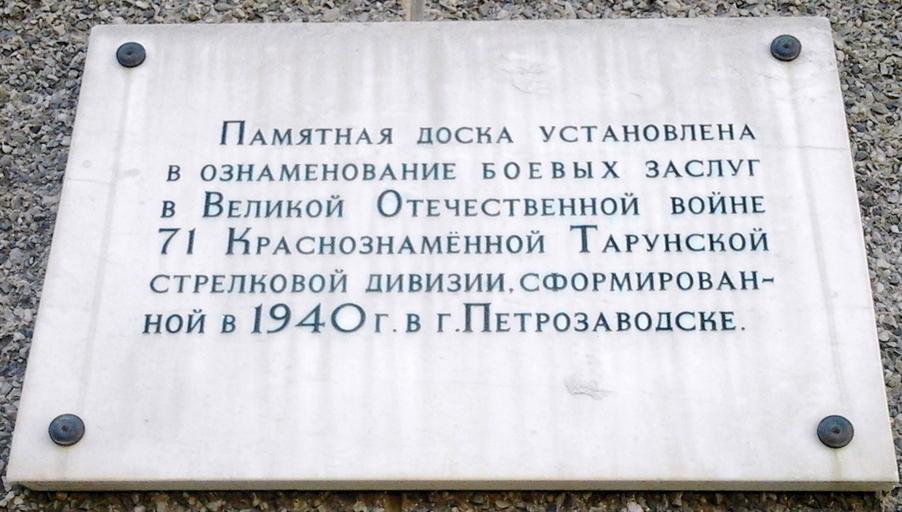 Памятная доска установлена
в ознаменование боевых заслуг
в Великой Отечественной войне
71 Краснознамённой Тарунской
стрелковой дивизии, сформирован-
ной в 1940 г. в г. Петрозаводске.